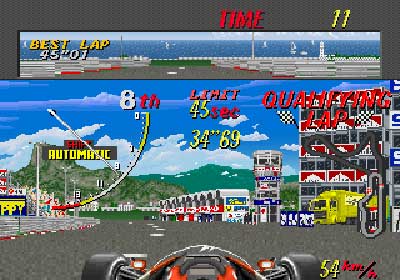 TIME 11
BEST LAP
45"01
8th
LIMIT
45sec
34"69
QUALIFYING
LAP
AUTOMATIC
54km/h